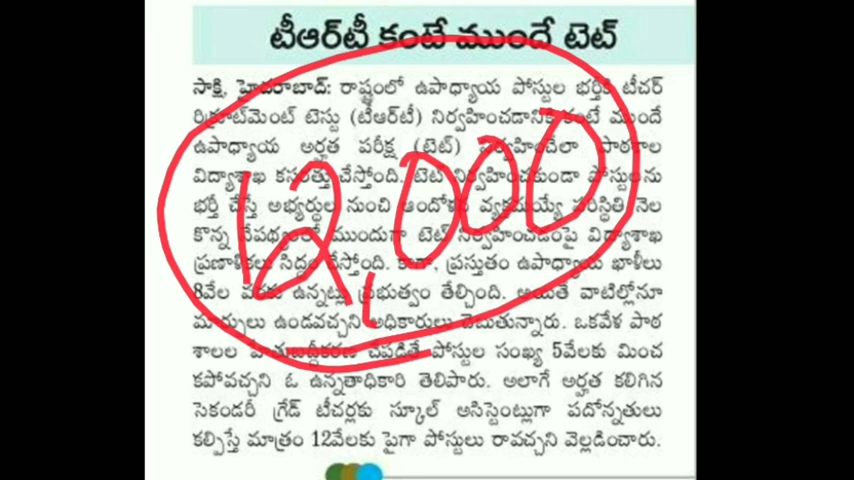 టీఆర్‌టీ కంటే ముందే టెట్
సాక్షి, హైదరాబాద్: రాష్ట్రంలో ఉపాధ్యాయ పోస్టుల భర్తీకి టీచర్
రిక్రూట్‌మెంట్ టెస్టు (టీఆర్‌టీ) నిర్వహించడానికి కంటే ముందే
ఉపాధ్యాయ అర్హత పరీక్ష (టెట్) నిర్వహించేలా పాఠశాల
విద్యాశాఖ కసరత్తు చేస్తోంది. టెట్ నిర్వహించకుండా పోస్టులను
భర్తీ చేస్తే అభ్యర్థుల నుంచి ఆందోళన వ్యక్తమయ్యే పరిస్థితి నెల
కొన్న నేపథ్యంలో ముందుగా టెట్ నిర్వహించడంపై విద్యాశాఖ
ప్రణాళికలు సిద్ధం చేస్తోంది. కాగా, ప్రస్తుతం ఉపాధ్యాయ ఖాళీలు
8వేల వరకు ఉన్నట్లు ప్రభుత్వం తేల్చింది. అయితే వాటిల్లోనూ
మార్పులు ఉండవచ్చని అధికారులు చెబుతున్నారు. ఒకవేళ పాఠ
శాలల హేతుబద్ధీకరణ చేపడితే పోస్టుల సంఖ్య 5వేలకు మించ
కపోవచ్చని ఓ ఉన్నతాధికారి తెలిపారు. అలాగే అర్హత కలిగిన
సెకండరీ గ్రేడ్ టీచర్లకు స్కూల్ అసిస్టెంట్లుగా పదోన్నతులు
కల్పిస్తే మాత్రం 12వేలకు పైగా పోస్టులు రావచ్చని వెల్లడించారు.
12,000